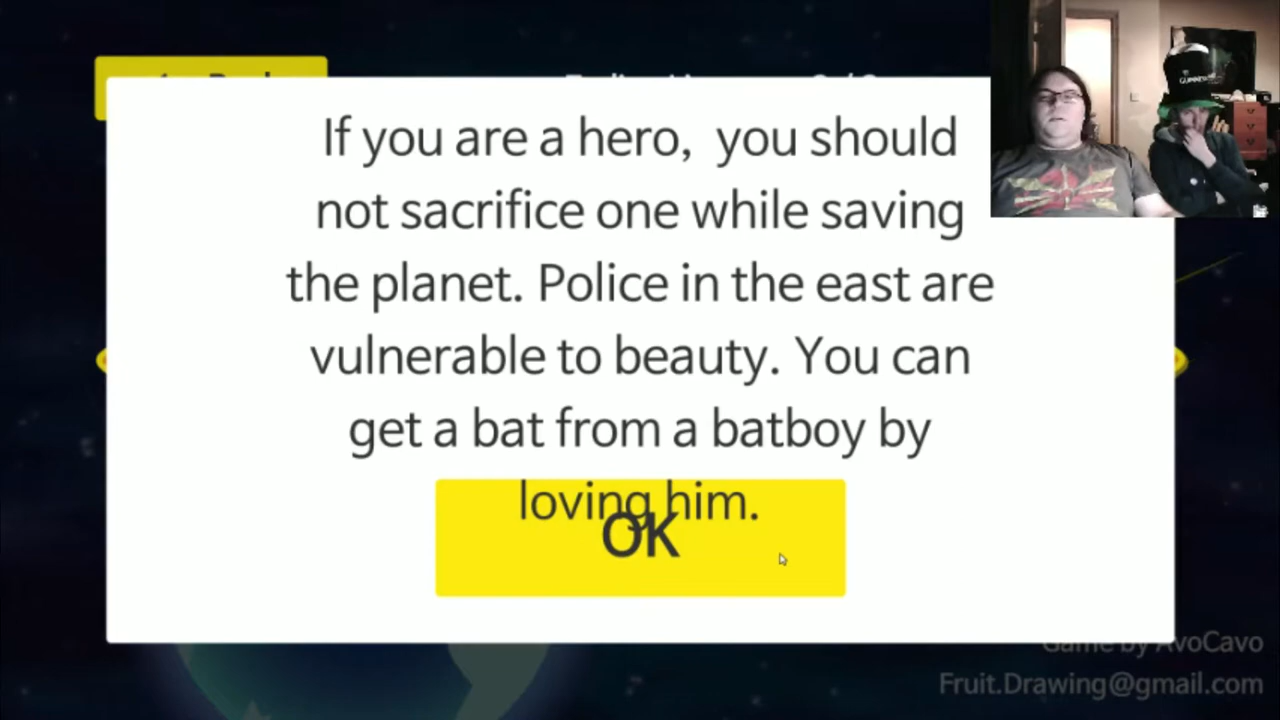 If you are a hero,  you should
not sacrifice one while saving
the planet. Police in the east are
vulnerable to beauty. You can
get a bat from a batboy by
loving him.
OK
Game by AvoCavo
Fruit.Drawing@gmail.com